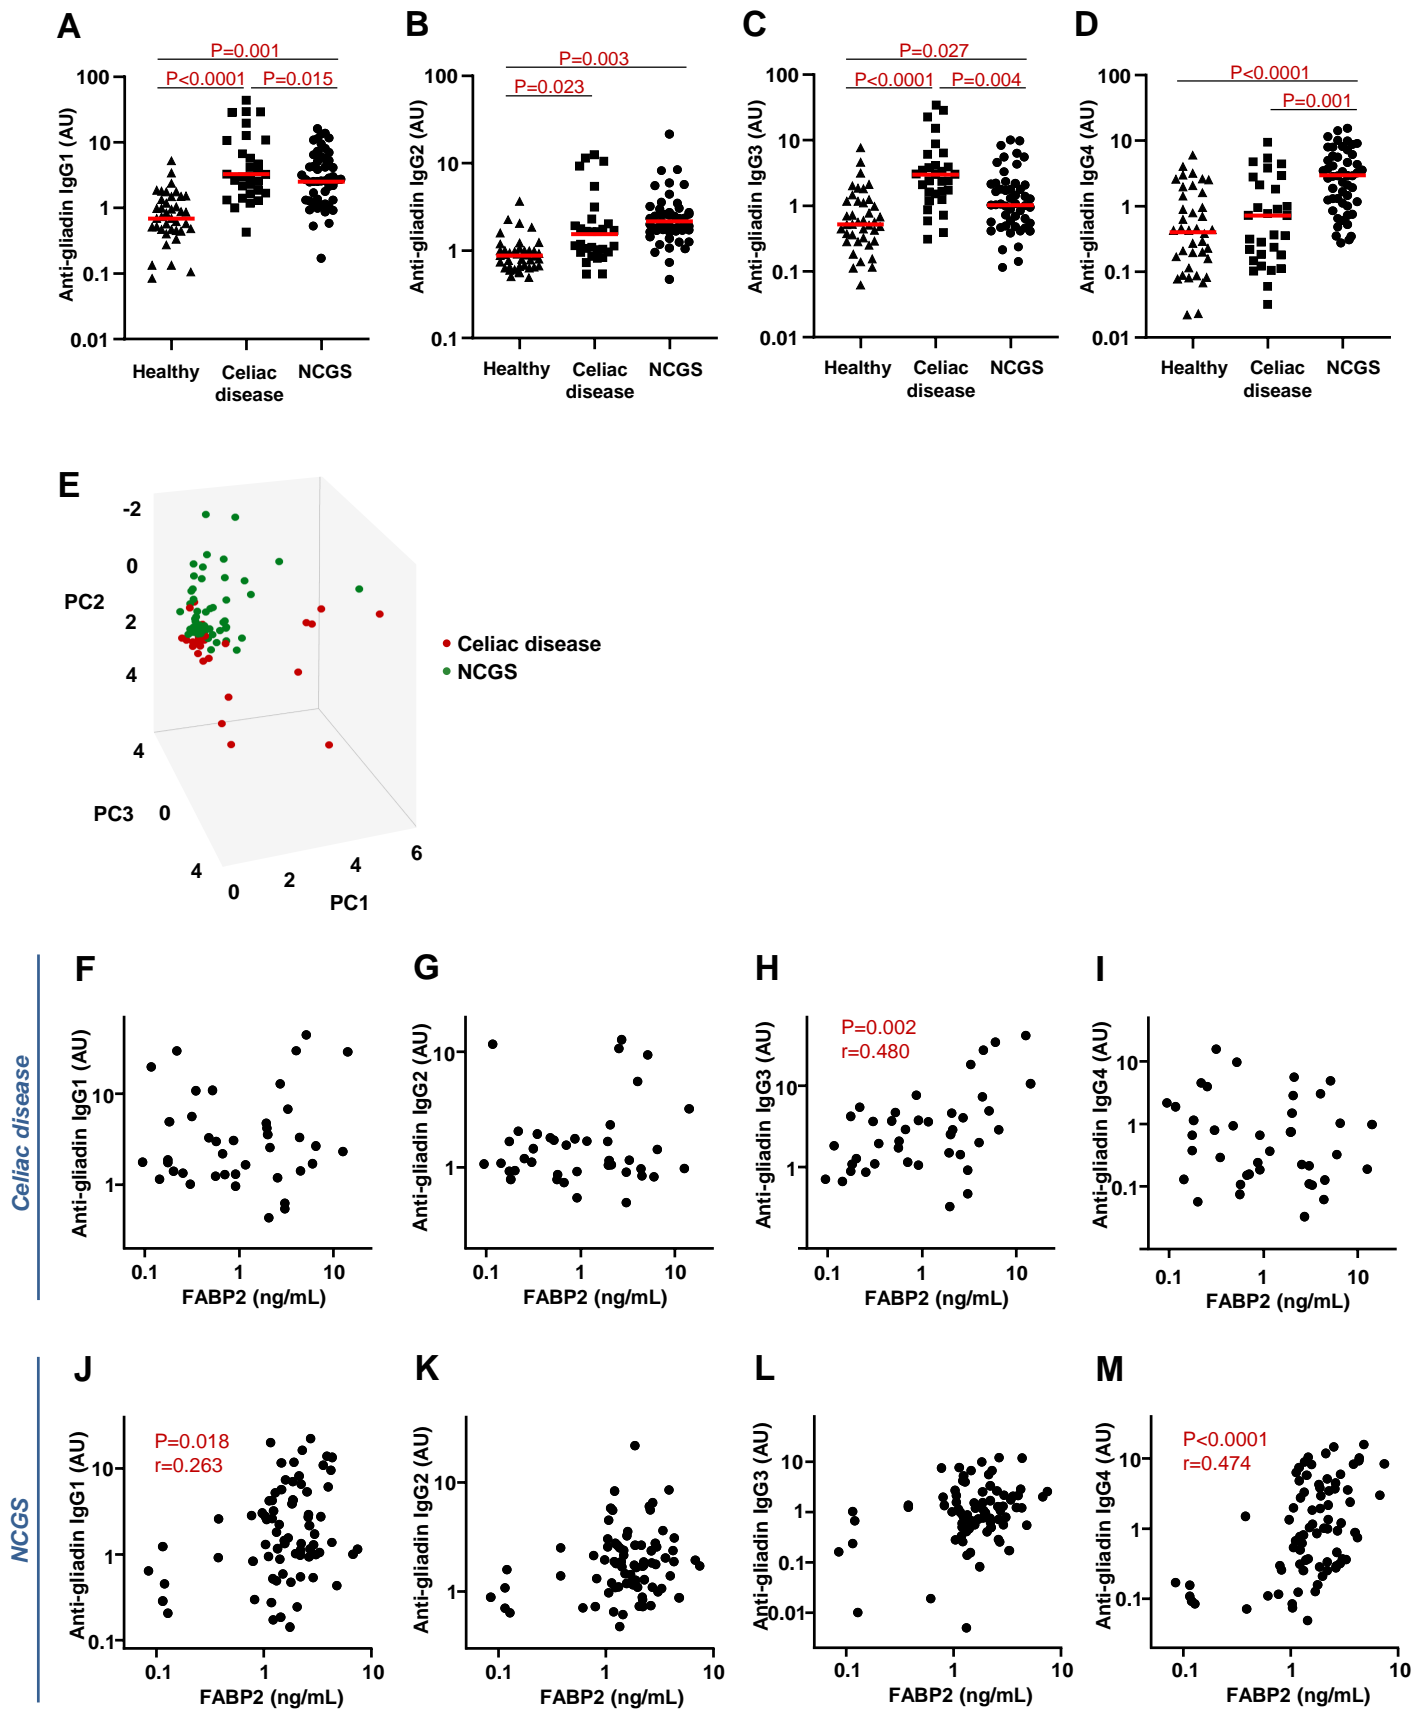 A
P=0.001
P<0.0001 P=0.015
Anti-gliadin IgG1 (AU)
100
10
1
0.1
0.01
Healthy
Celiac
disease
NCGS
B
P=0.003
P=0.023
Anti-gliadin IgG2 (AU)
100
10
1
0.1
Healthy
Celiac
disease
NCGS
C
P=0.027
P<0.0001 P=0.004
Anti-gliadin IgG3 (AU)
100
10
1
0.1
0.01
Healthy
Celiac
disease
NCGS
D
P<0.0001
P=0.001
Anti-gliadin IgG4 (AU)
100
10
1
0.1
0.01
Healthy
Celiac
disease
NCGS
E
-2
0
PC2
2
4
4
PC3 0
4
0
2
4
6
PC1
Celiac disease
NCGS
Celiac disease
F
Anti-gliadin IgG1 (AU)
10
1
0.1 1 10
FABP2 (ng/mL)
G
Anti-gliadin IgG2 (AU)
10
1
0.1 1 10
FABP2 (ng/mL)
H
P=0.002
r=0.480
Anti-gliadin IgG3 (AU)
10
1
0.1 1 10
FABP2 (ng/mL)
I
Anti-gliadin IgG4 (AU)
10
1
0.1
0.1 1 10
FABP2 (ng/mL)
NCGS
J
P=0.018
r=0.263
Anti-gliadin IgG1 (AU)
10
1
0.1
0.1 1 10
FABP2 (ng/mL)
K
Anti-gliadin IgG2 (AU)
10
1
0.1 1 10
FABP2 (ng/mL)
L
Anti-gliadin IgG3 (AU)
10
1
0.1
0.01
0.1 1 10
FABP2 (ng/mL)
M
P<0.0001
r=0.474
Anti-gliadin IgG4 (AU)
10
1
0.1
0.1 1 10
FABP2 (ng/mL)